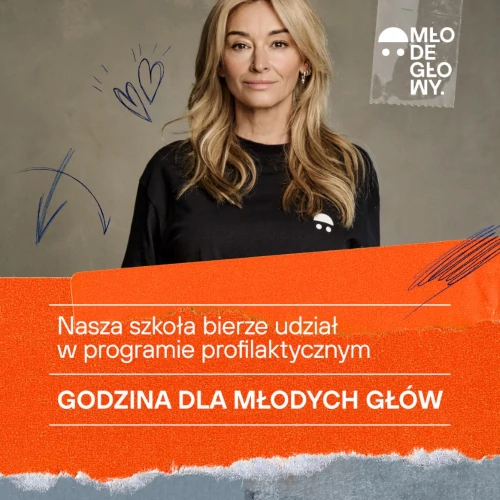 MŁO
DE
GŁO
WY.
Nasza szkoła bierze udział
w programie profilaktycznym
GODZINA DLA MŁODYCH GŁÓW